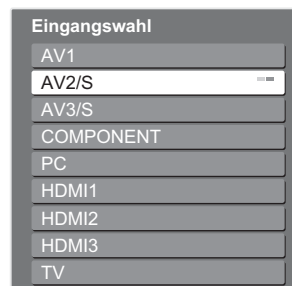 Eingangswahl
AV1
AV2/S
AV3/S
COMPONENT
PC
HDMI1
HDMI2
HDMI3
TV